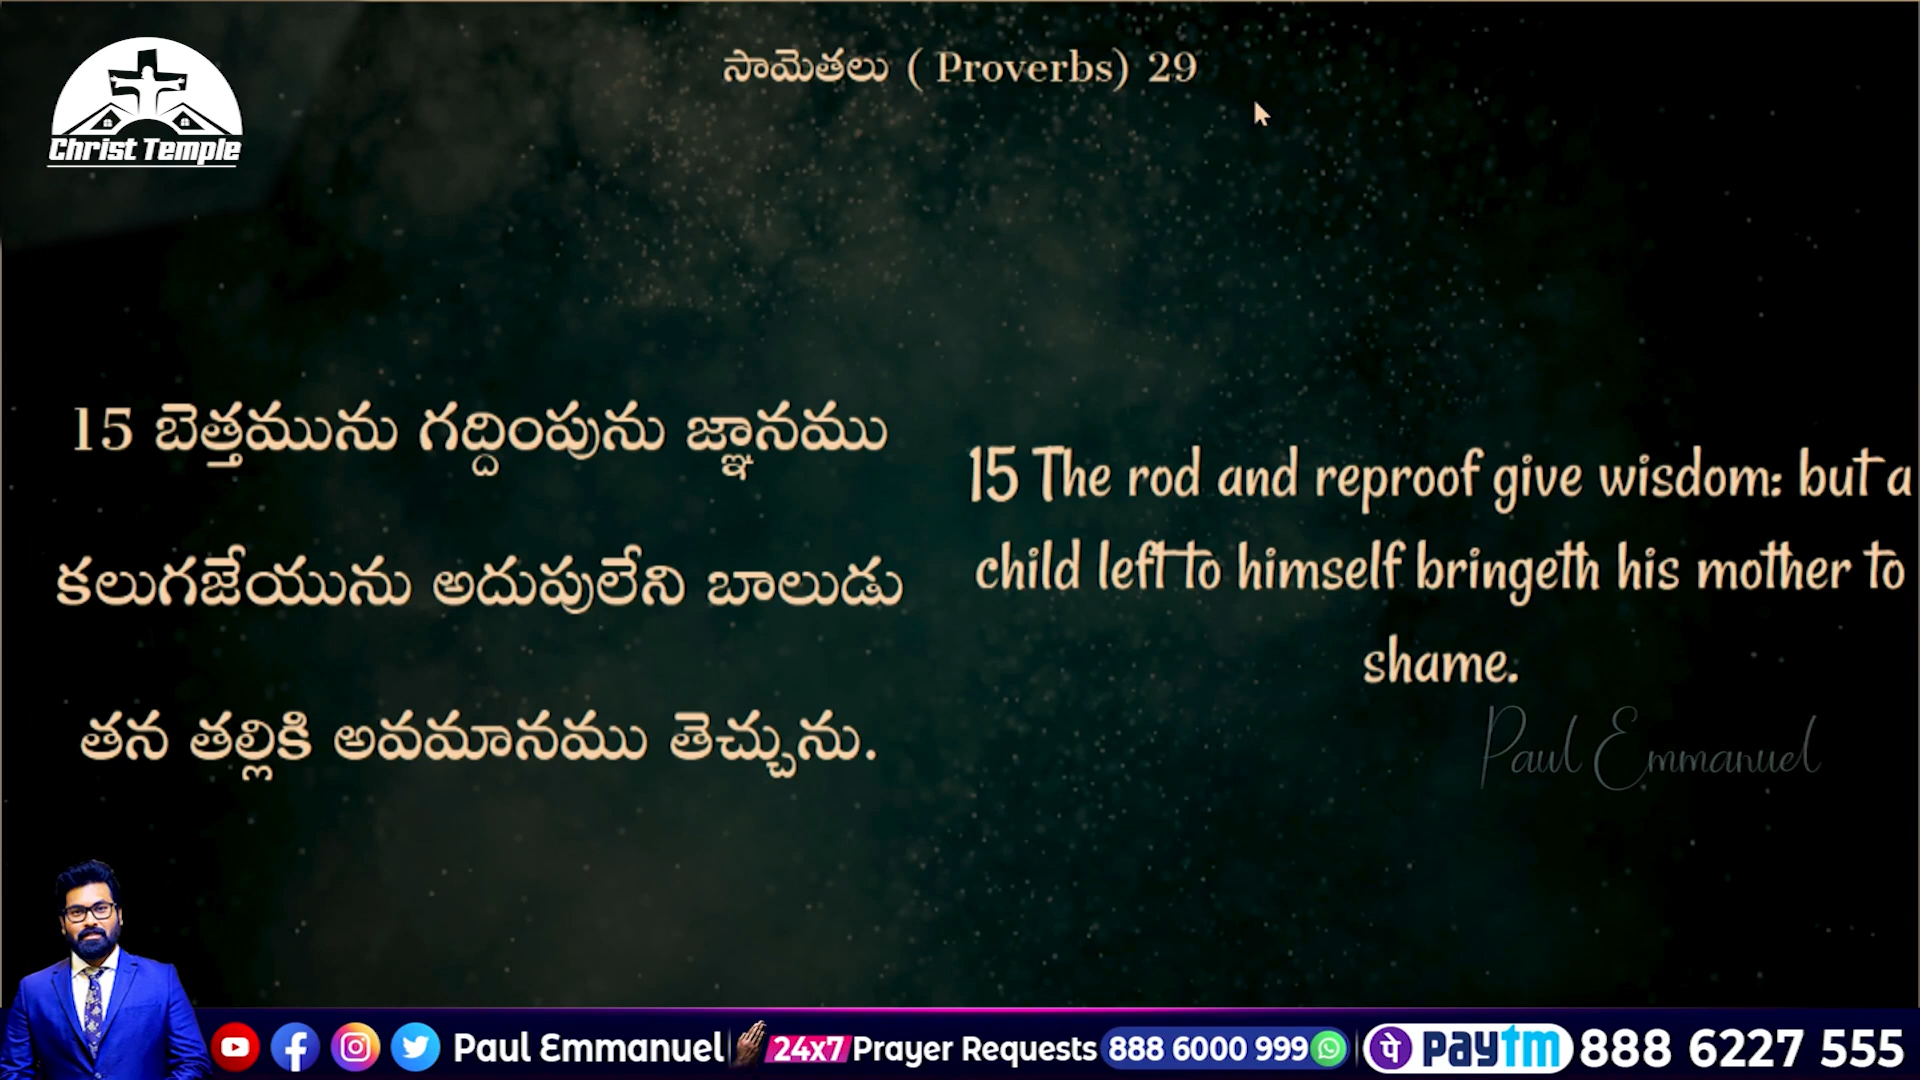 సామెతలు ( Proverbs) 29
Christ Temple
15 బెత్తమును గద్దింపును జ్ఞానము
కలుగజేయును అదుపులేని బాలుడు
తన తల్లికి అవమానము తెచ్చును.
15 The rod and reproof give wisdom: but a
child left to himself bringeth his mother to
shame.
Paul Emmanuel
Paul Emmanuel 24x7 Prayer Requests 888 6000 999 पे paytm 888 6227 555